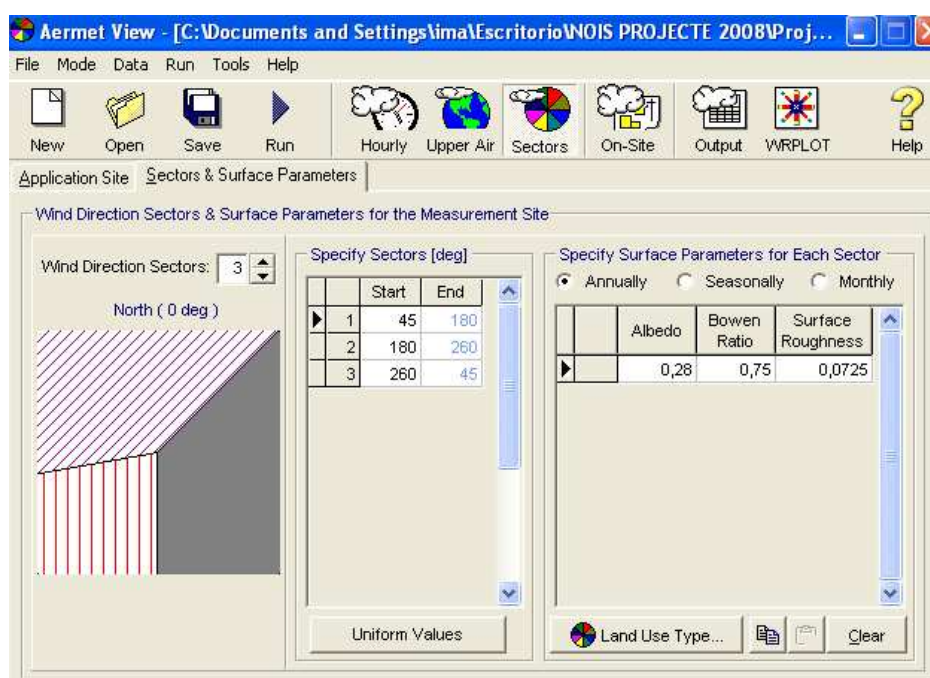 Aermet View - [C:\Documents and Settings\ima\Escritorio\NOIS PROJECTE 2008\Proj...
File Mode Data Run Tools Help
New Open Save Run Hourly Upper Air Sectors On-Site Output WRPLOT Help
Application Site Sectors & Surface Parameters
Wind Direction Sectors & Surface Parameters for the Measurement Site
Wind Direction Sectors: 3
North ( 0 deg )
Specify Sectors [deg]
Start End
1 45 180
2 180 260
3 260 45
Uniform Values
Specify Surface Parameters for Each Sector
Annually Seasonally Monthly
Albedo Bowen Ratio Surface Roughness
0,28 0,75 0,0725
Land Use Type... Clear